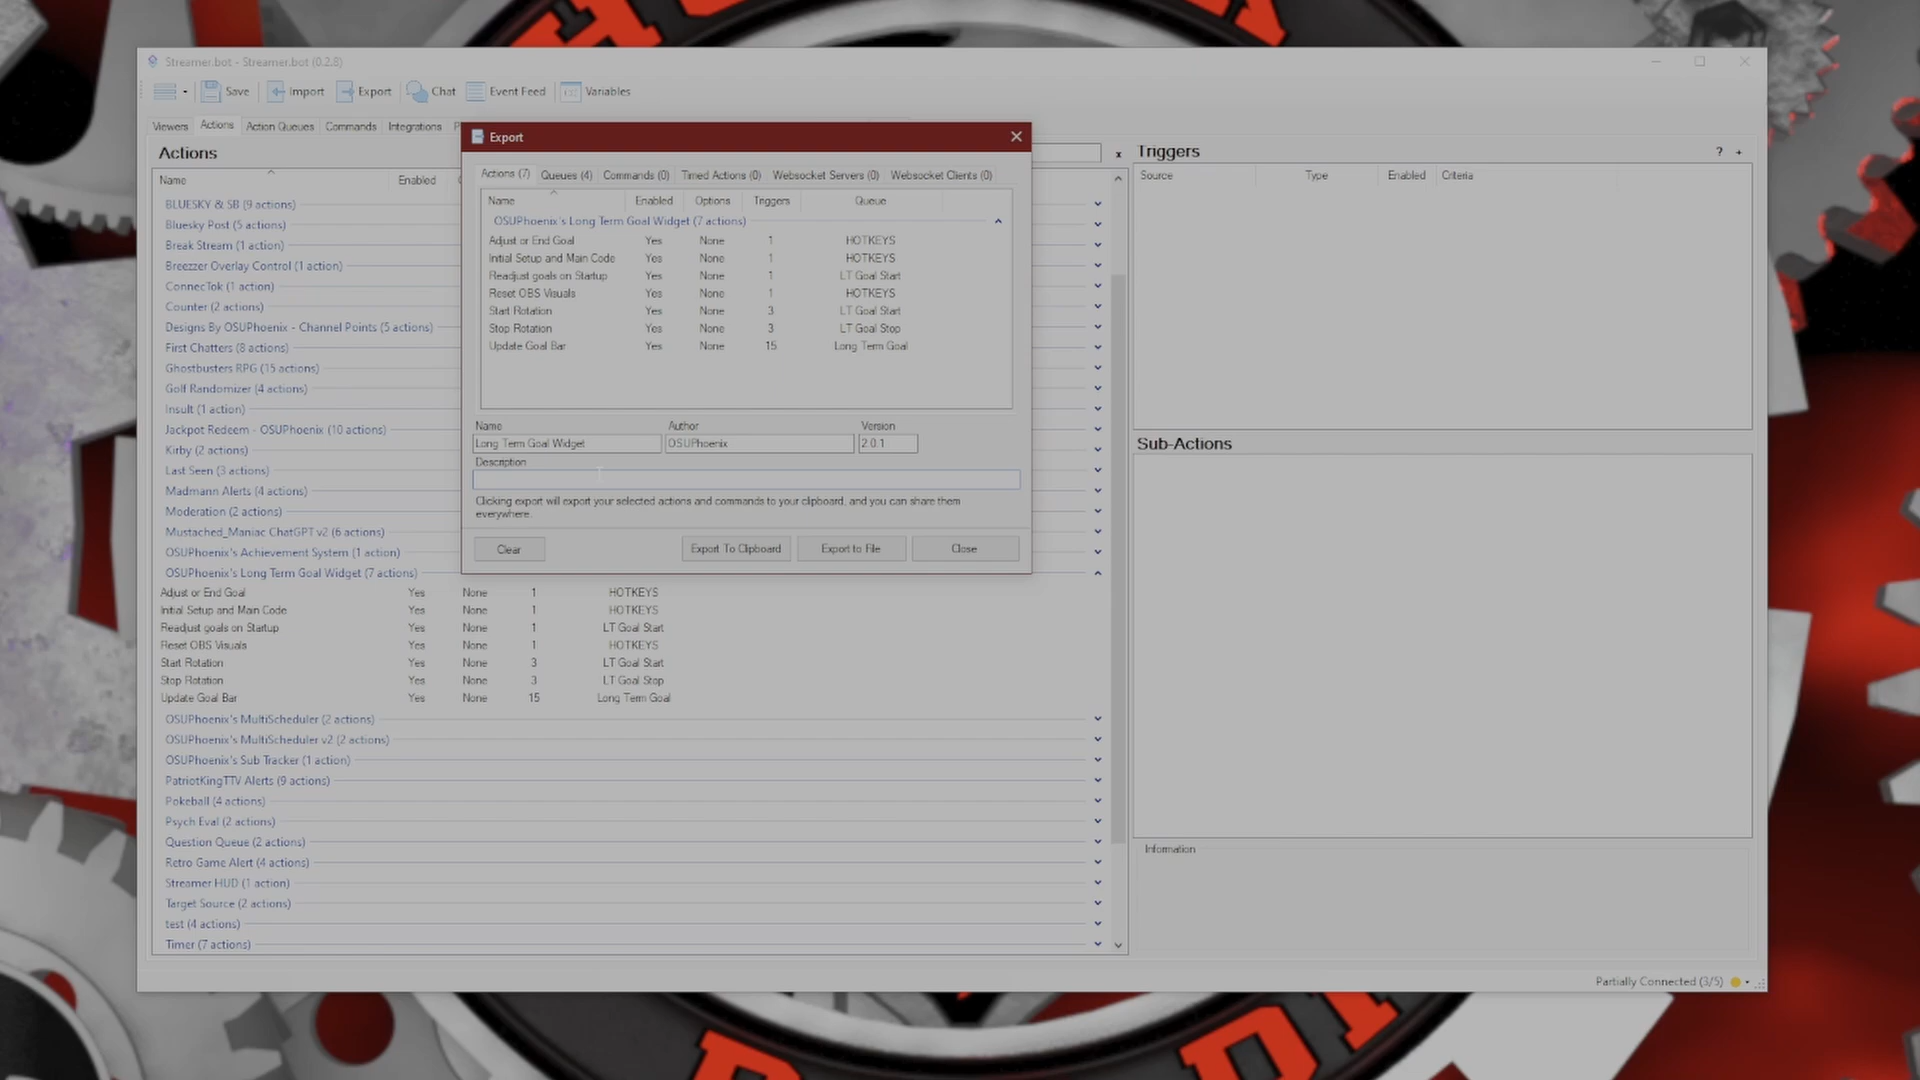 Streamer.bot - Streamer.bot (0.2.8)
Save Import Export Chat Event Feed Variables
Viewers Actions Action Queues Commands Integrations P
Actions
Name Enabled
BLUESKY & SB (9 actions)
Bluesky Post (5 actions)
Break Stream (1 action)
Breezzer Overlay Control (1 action)
ConnecTok (1 action)
Counter (2 actions)
Designs By OSUPhoenix - Channel Points (5 actions)
First Chatters (8 actions)
Ghostbusters RPG (15 actions)
Golf Randomizer (4 actions)
Insult (1 action)
Jackpot Redeem - OSUPhoenix (10 actions)
Kirby (2 actions)
Last Seen (3 actions)
Madmann Alerts (4 actions)
Moderation (2 actions)
Mustached_Maniac ChatGPT v2 (6 actions)
OSUPhoenix's Achievement System (1 action)
OSUPhoenix's Long Term Goal Widget (7 actions)
Adjust or End Goal Yes None 1 HOTKEYS
Initial Setup and Main Code Yes None 1 HOTKEYS
Readjust goals on Startup Yes None 1 LT Goal Start
Reset OBS Visuals Yes None 1 HOTKEYS
Start Rotation Yes None 3 LT Goal Start
Stop Rotation Yes None 3 LT Goal Stop
Update Goal Bar Yes None 15 Long Term Goal
OSUPhoenix's MultiScheduler (2 actions)
OSUPhoenix's MultiScheduler v2 (2 actions)
OSUPhoenix's Sub Tracker (1 action)
PatriotKingTTV Alerts (9 actions)
Pokeball (4 actions)
Psych Eval (2 actions)
Question Queue (2 actions)
Retro Game Alert (4 actions)
Streamer HUD (1 action)
Target Source (2 actions)
test (4 actions)
Timer (7 actions)
Export
Actions (7) Queues (4) Commands (0) Timed Actions (0) Websocket Servers (0) Websocket Clients (0)
Name Enabled Options Triggers Queue
OSUPhoenix's Long Term Goal Widget (7 actions)
Adjust or End Goal Yes None 1 HOTKEYS
Initial Setup and Main Code Yes None 1 HOTKEYS
Readjust goals on Startup Yes None 1 LT Goal Start
Reset OBS Visuals Yes None 1 HOTKEYS
Start Rotation Yes None 3 LT Goal Start
Stop Rotation Yes None 3 LT Goal Stop
Update Goal Bar Yes None 15 Long Term Goal
Name Author Version
Long Term Goal Widget OSUPhoenix 2.0.1
Description
Clicking export will export your selected actions and commands to your clipboard, and you can share them
everywhere.
Clear Export To Clipboard Export to File Close
Triggers ? +
Source Type Enabled Criteria
Sub-Actions
Information
Partially Connected (3/5)